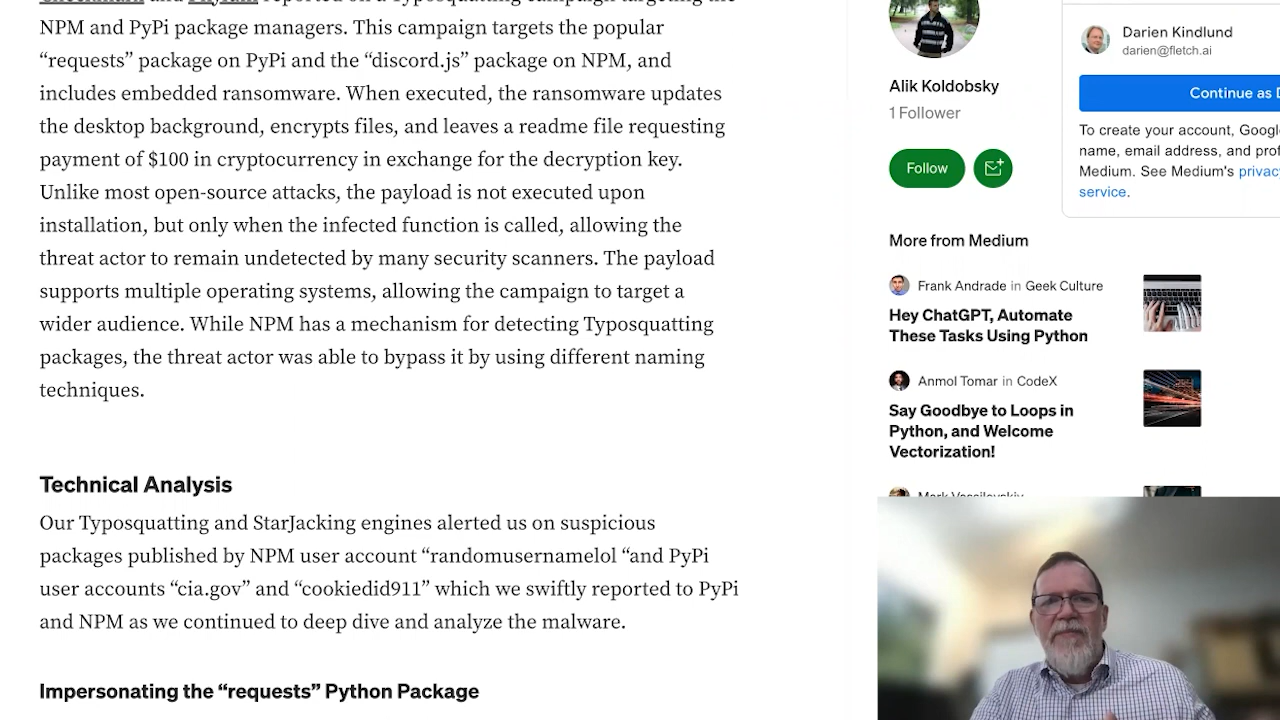 NPM and PyPi package managers. This campaign targets the popular
“requests” package on PyPi and the “discord.js” package on NPM, and
includes embedded ransomware. When executed, the ransomware updates
the desktop background, encrypts files, and leaves a readme file requesting
payment of $100 in cryptocurrency in exchange for the decryption key.
Unlike most open-source attacks, the payload is not executed upon
installation, but only when the infected function is called, allowing the
threat actor to remain undetected by many security scanners. The payload
supports multiple operating systems, allowing the campaign to target a
wider audience. While NPM has a mechanism for detecting Typosquatting
packages, the threat actor was able to bypass it by using different naming
techniques.
Technical Analysis
Our Typosquatting and StarJacking engines alerted us on suspicious
packages published by NPM user account “randomusernamelol “and PyPi
user accounts “cia.gov” and “cookiedid911” which we swiftly reported to PyPi
and NPM as we continued to deep dive and analyze the malware.
Impersonating the “requests” Python Package
Alik Koldobsky
1 Follower
Follow
Darien Kindlund
darien@fletch.ai
Continue as
To create your account, Googl
name, email address, and prof
Medium. See Medium's privacy
service.
More from Medium
Frank Andrade in Geek Culture
Hey ChatGPT, Automate
These Tasks Using Python
Anmol Tomar in CodeX
Say Goodbye to Loops in
Python, and Welcome
Vectorization!